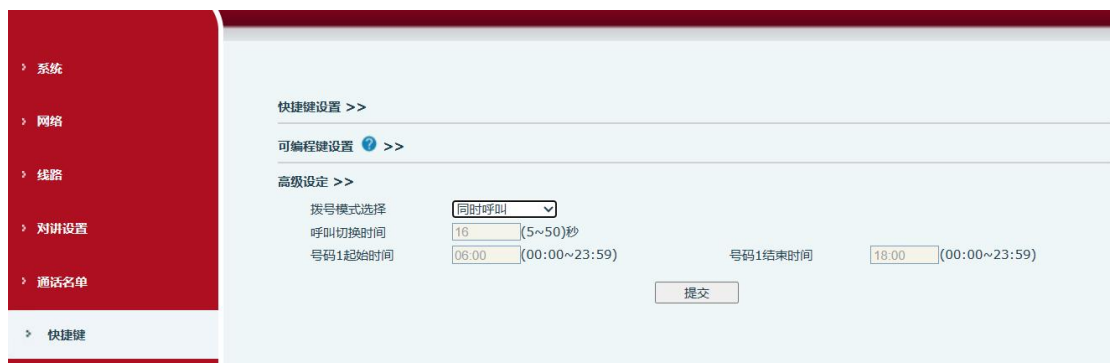 系统
网络
线路
对讲设置
通话名单
快捷键
快捷键设置 >>
可编程键设置 ? >>
高级设定 >>
拨号模式选择 同时呼叫
呼叫切换时间 16 (5~50)秒
号码1起始时间 06:00 (00:00~23:59) 号码1结束时间 18:00 (00:00~23:59)
提交